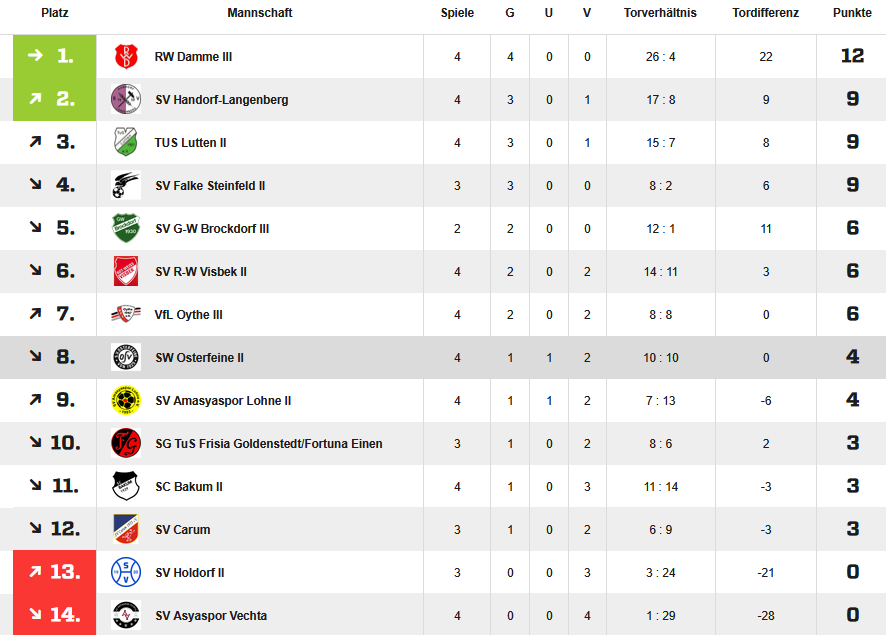 Platz Mannschaft Spiele G U V Torverhältnis Tordifferenz Punkte
1. RW Damme III 4 4 0 0 26 : 4 22 12
2. SV Handorf-Langenberg 4 3 0 1 17 : 8 9 9
3. TUS Lutten II 4 3 0 1 15 : 7 8 9
4. SV Falke Steinfeld II 3 3 0 0 8 : 2 6 9
5. SV G-W Brockdorf III 2 2 0 0 12 : 1 11 6
6. SV R-W Visbek II 4 2 0 2 14 : 11 3 6
7. VfL Oythe III 4 2 0 2 8 : 8 0 6
8. SW Osterfeine II 4 1 1 2 10 : 10 0 4
9. SV Amasyaspor Lohne II 4 1 1 2 7 : 13 -6 4
10. SG TuS Frisia Goldenstedt/Fortuna Einen 3 1 0 2 8 : 6 2 3
11. SC Bakum II 4 1 0 3 11 : 14 -3 3
12. SV Carum 3 1 0 2 6 : 9 -3 3
13. SV Holdorf II 3 0 0 3 3 : 24 -21 0
14. SV Asyaspor Vechta 4 0 0 4 1 : 29 -28 0